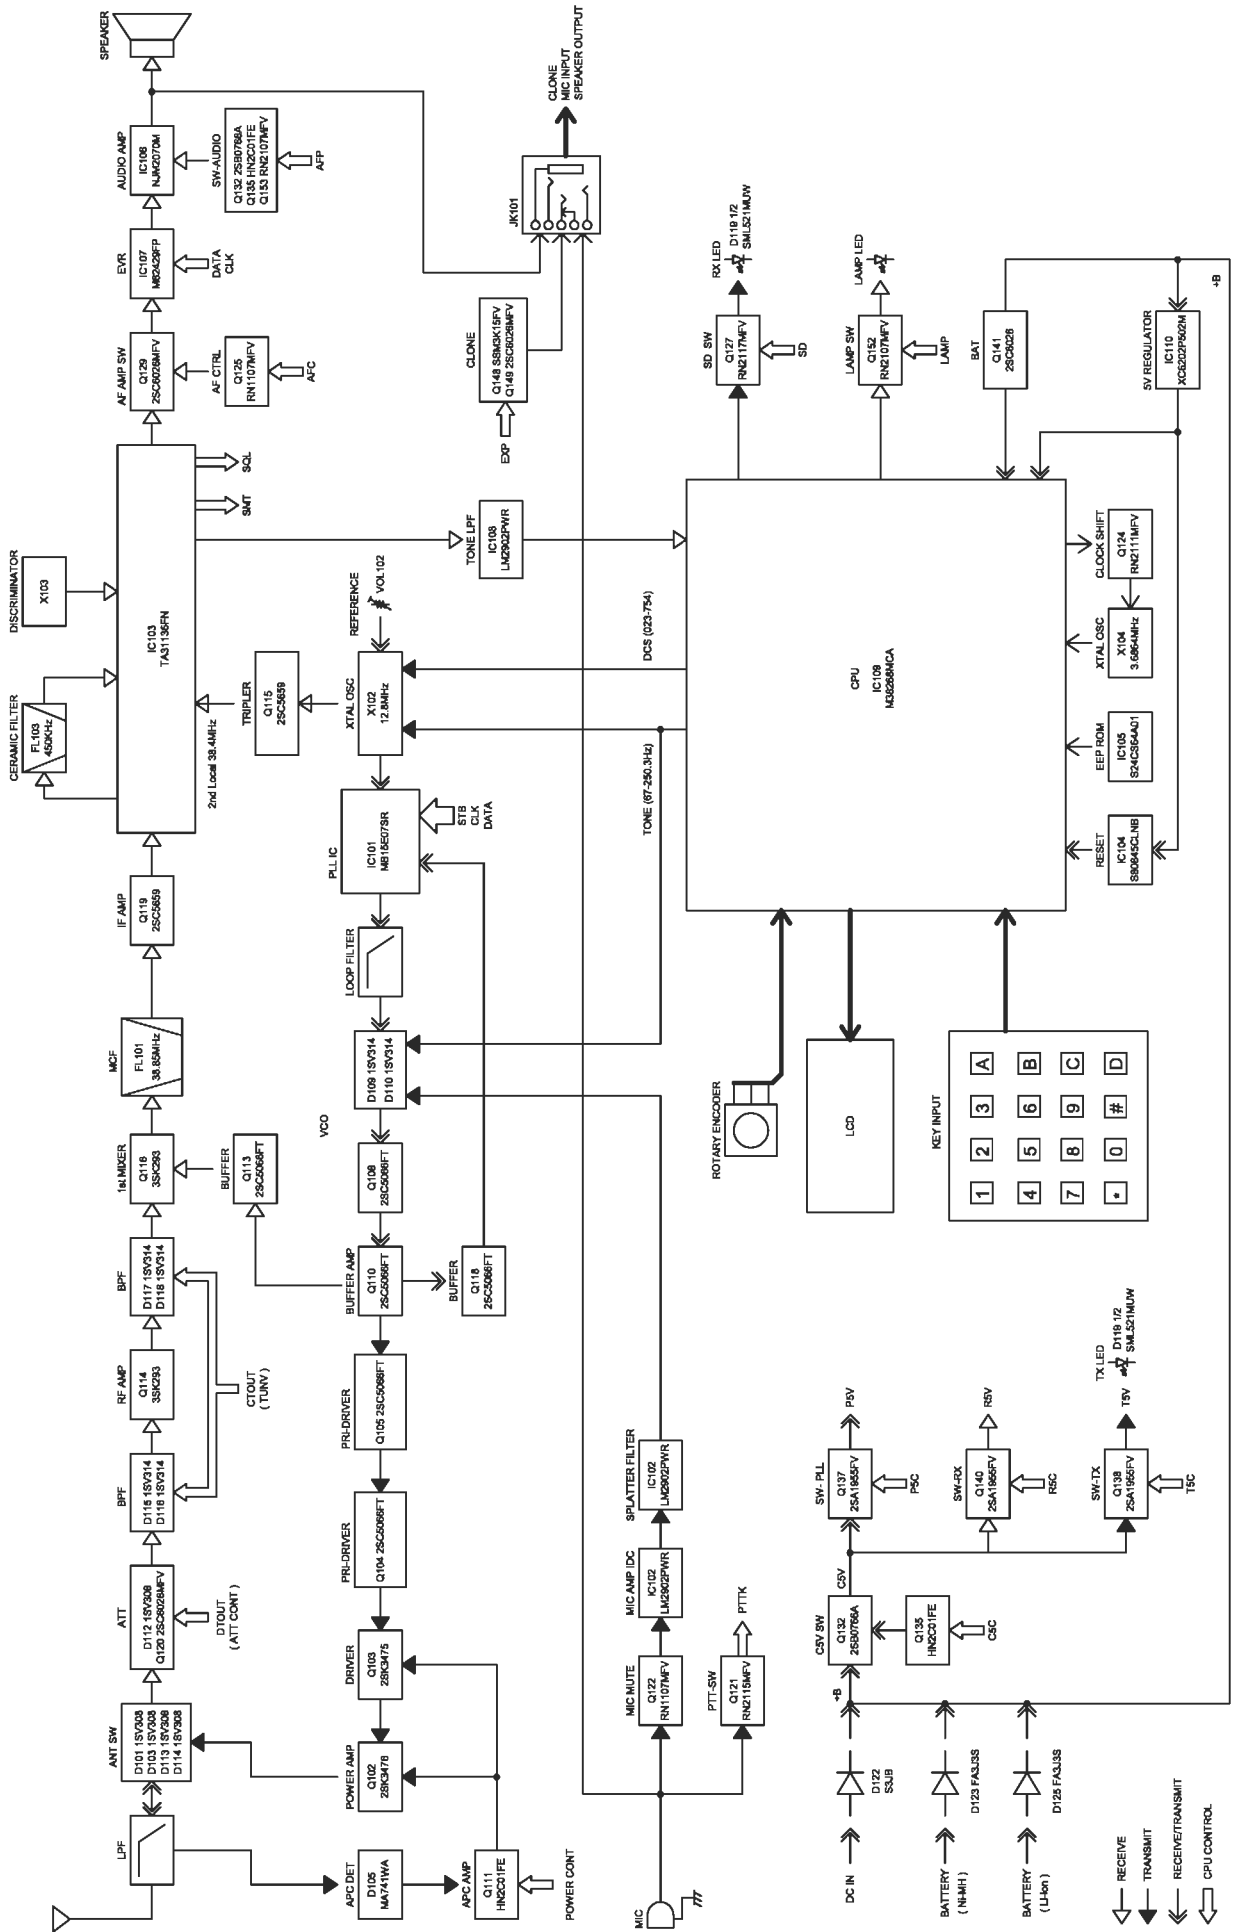 SPEAKER
AUDIO AMP
IC106
NJM2070M
SW-AUDIO
Q132 2SB0766A
Q135 HN2C01FE
Q153 RN2107MFV
AFP
EVR
IC107
M62429FP
DATA
CLK
AF AMP SW
Q129
2SC6026MFV
AF CTRL
Q125
RN1107MFV
AFC
DISCRIMINATOR
X103
CERAMIC FILTER
FL103
450KHz
IC103
TA31136FN
SQL
SMT
2nd Local 38.4MHz
IF AMP
Q119
2SC5659
MCF
FL101
38.85MHz
1st MIXER
Q116
3SK293
BUFFER
Q113
2SC5066FT
BPF
D117 1SV314
D118 1SV314
RF AMP
Q114
3SK293
CTOUT
( TUNV )
BPF
D115 1SV314
D116 1SV314
ATT
D112 1SV308
Q120 2SC6026MFV
DTOUT
( ATT CONT )
ANT SW
D101 1SV308
D103 1SV308
D113 1SV308
D114 1SV308
LPF
CLONE
MIC INPUT
SPEAKER OUTPUT
JK101
CLONE
Q148 SSM3K15FV
Q149 2SC6026MFV
EXP
TONE LPF
IC108
LM2902PWR
REFERENCE
VOL102
TRIPLER
Q115
2SC5659
XTAL OSC
X102
12.8MHz
PLL IC
IC101
MB15E07SR
STB
CLK
DATA
LOOP FILTER
VCO
D109 1SV314
D110 1SV314
Q109
2SC5066FT
BUFFER AMP
Q110
2SC5066FT
BUFFER
Q118
2SC5066FT
PRI-DRIVER
Q105 2SC5066FT
PRI-DRIVER
Q104 2SC5066FT
DRIVER
Q103
2SK3475
POWER AMP
Q102
2SK3476
APC DET
D105
MA741WA
APC AMP
Q111
HN2C01FE
POWER CONT
DCS (023-754)
TONE (67-250.3Hz)
RX LED
D119 1/2
SML521MUW
SD SW
Q127
RN2117MFV
SD
LAMP LED
LAMP SW
Q152
RN2107MFV
LAMP
BAT
Q141
2SC6026
5V REGULATOR
IC110
XC6202P502M
+B
CPU
IC109
M38268MCA
CLOCK SHIFT
Q124
RN2111MFV
XTAL OSC
X104
3.6864MHz
EEP ROM
IC105
S24CS64A01
RESET
IC104
S80845CLNB
ROTARY ENCODER
LCD
KEY INPUT
1 2 3 A
4 5 6 B
7 8 9 C
* 0 # D
SPLATTER FILTER
IC102
LM2902PWR
MIC AMP IDC
IC102
LM2902PWR
MIC MUTE
Q122
RN1107MFV
PTT-SW
Q121
RN2115MFV
PTTK
MIC
P5V
SW- PLL
Q137
2SA1955FV
P5C
R5V
SW-RX
Q140
2SA1955FV
R5C
TX LED
D119 1/2
SML521MUW
T5V
SW-TX
Q138
2SA1955FV
T5C
C5V
C5V SW
Q132
2SB0766A
Q135
HN2C01FE
C5C
+B
DC IN
D122
S3JB
BATTERY
( Ni-MH )
D123 FA3J3S
BATTERY
( Li-Ion )
D125 FA3J3S
RECEIVE
TRANSMIT
RECEIVE/TRANSMIT
CPU CONTROL